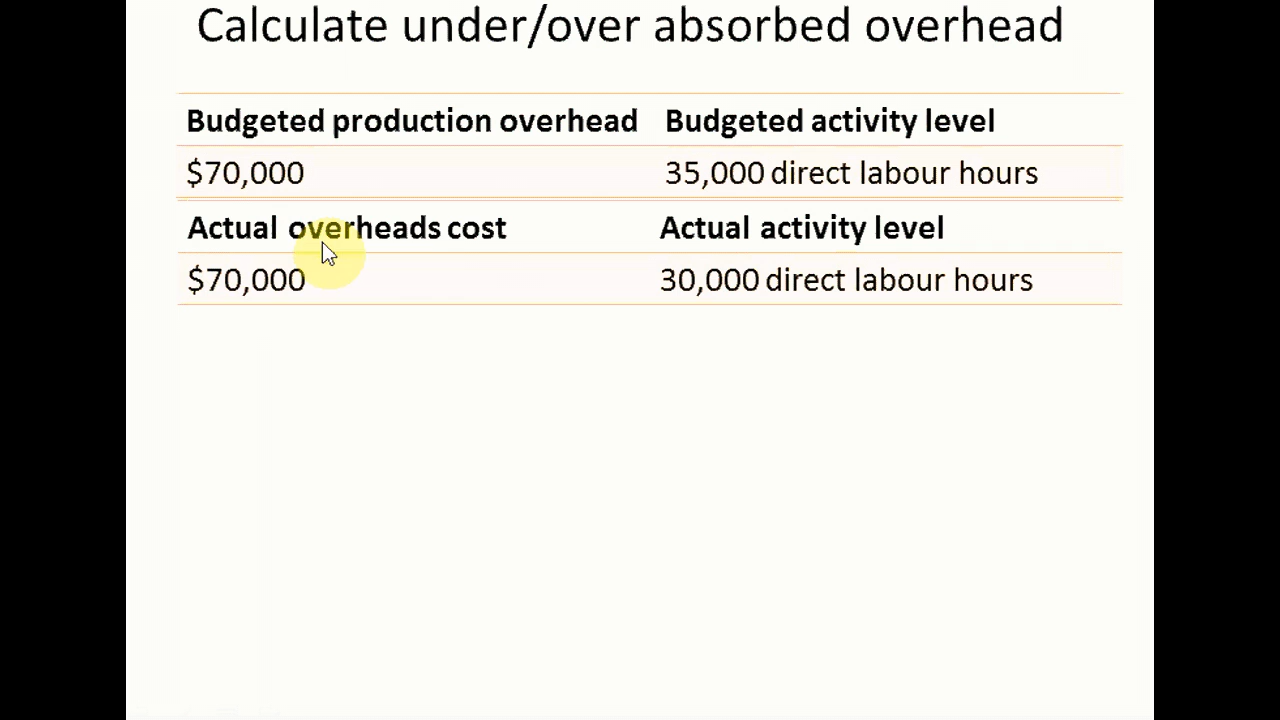 Calculate under/over absorbed overhead
Budgeted production overhead Budgeted activity level
$70,000 35,000 direct labour hours
Actual overheads cost Actual activity level
$70,000 30,000 direct labour hours